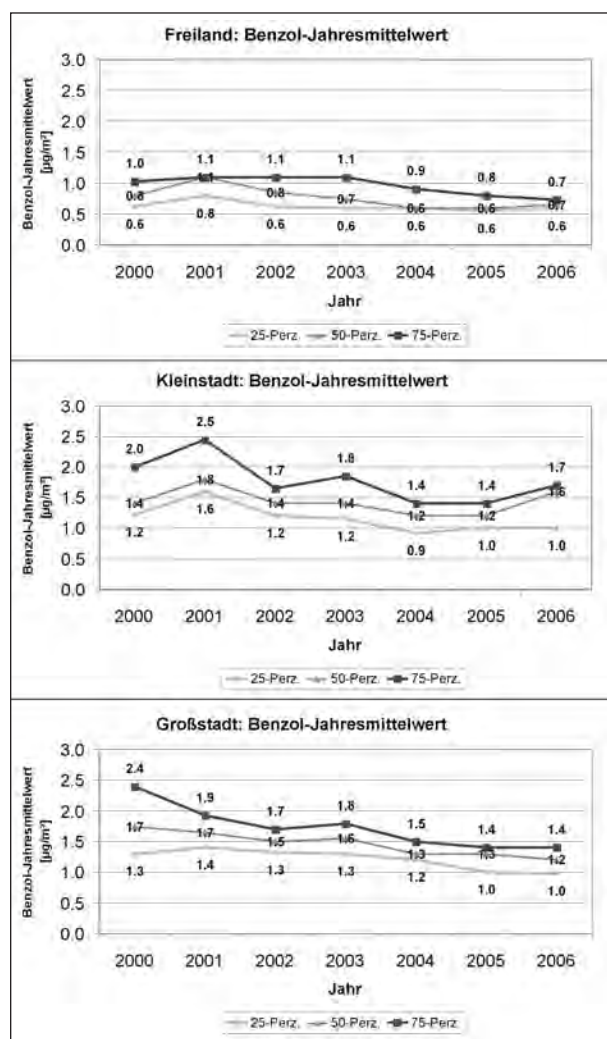 Freiland: Benzol-Jahresmittelwert
Benzol-Jahresmittelwert
[µg/m³]
3.0
2.5
2.0
1.5
1.0
0.5
0.0
1.0 1.1 1.1 1.1 0.9 0.8 0.7
0.8 1.1 0.8 0.7 0.6 0.6 0.7
0.6 0.8 0.6 0.6 0.6 0.6 0.6
2000 2001 2002 2003 2004 2005 2006
Jahr
25-Perz. 50-Perz. 75-Perz.
Kleinstadt: Benzol-Jahresmittelwert
Benzol-Jahresmittelwert
[µg/m³]
3.0
2.5
2.0
1.5
1.0
0.5
0.0
2.0 2.5 1.7 1.8 1.4 1.4 1.7
1.4 1.8 1.4 1.4 1.2 1.2 1.6
1.2 1.6 1.2 1.2 0.9 1.0 1.0
2000 2001 2002 2003 2004 2005 2006
Jahr
25-Perz. 50-Perz. 75-Perz.
Großstadt: Benzol-Jahresmittelwert
Benzol-Jahresmittelwert
[µg/m³]
3.0
2.5
2.0
1.5
1.0
0.5
0.0
2.4 1.9 1.7 1.8 1.5 1.4 1.4
1.7 1.7 1.5 1.6 1.3 1.3 1.2
1.3 1.4 1.3 1.3 1.2 1.0 1.0
2000 2001 2002 2003 2004 2005 2006
Jahr
25-Perz. 50-Perz. 75-Perz.